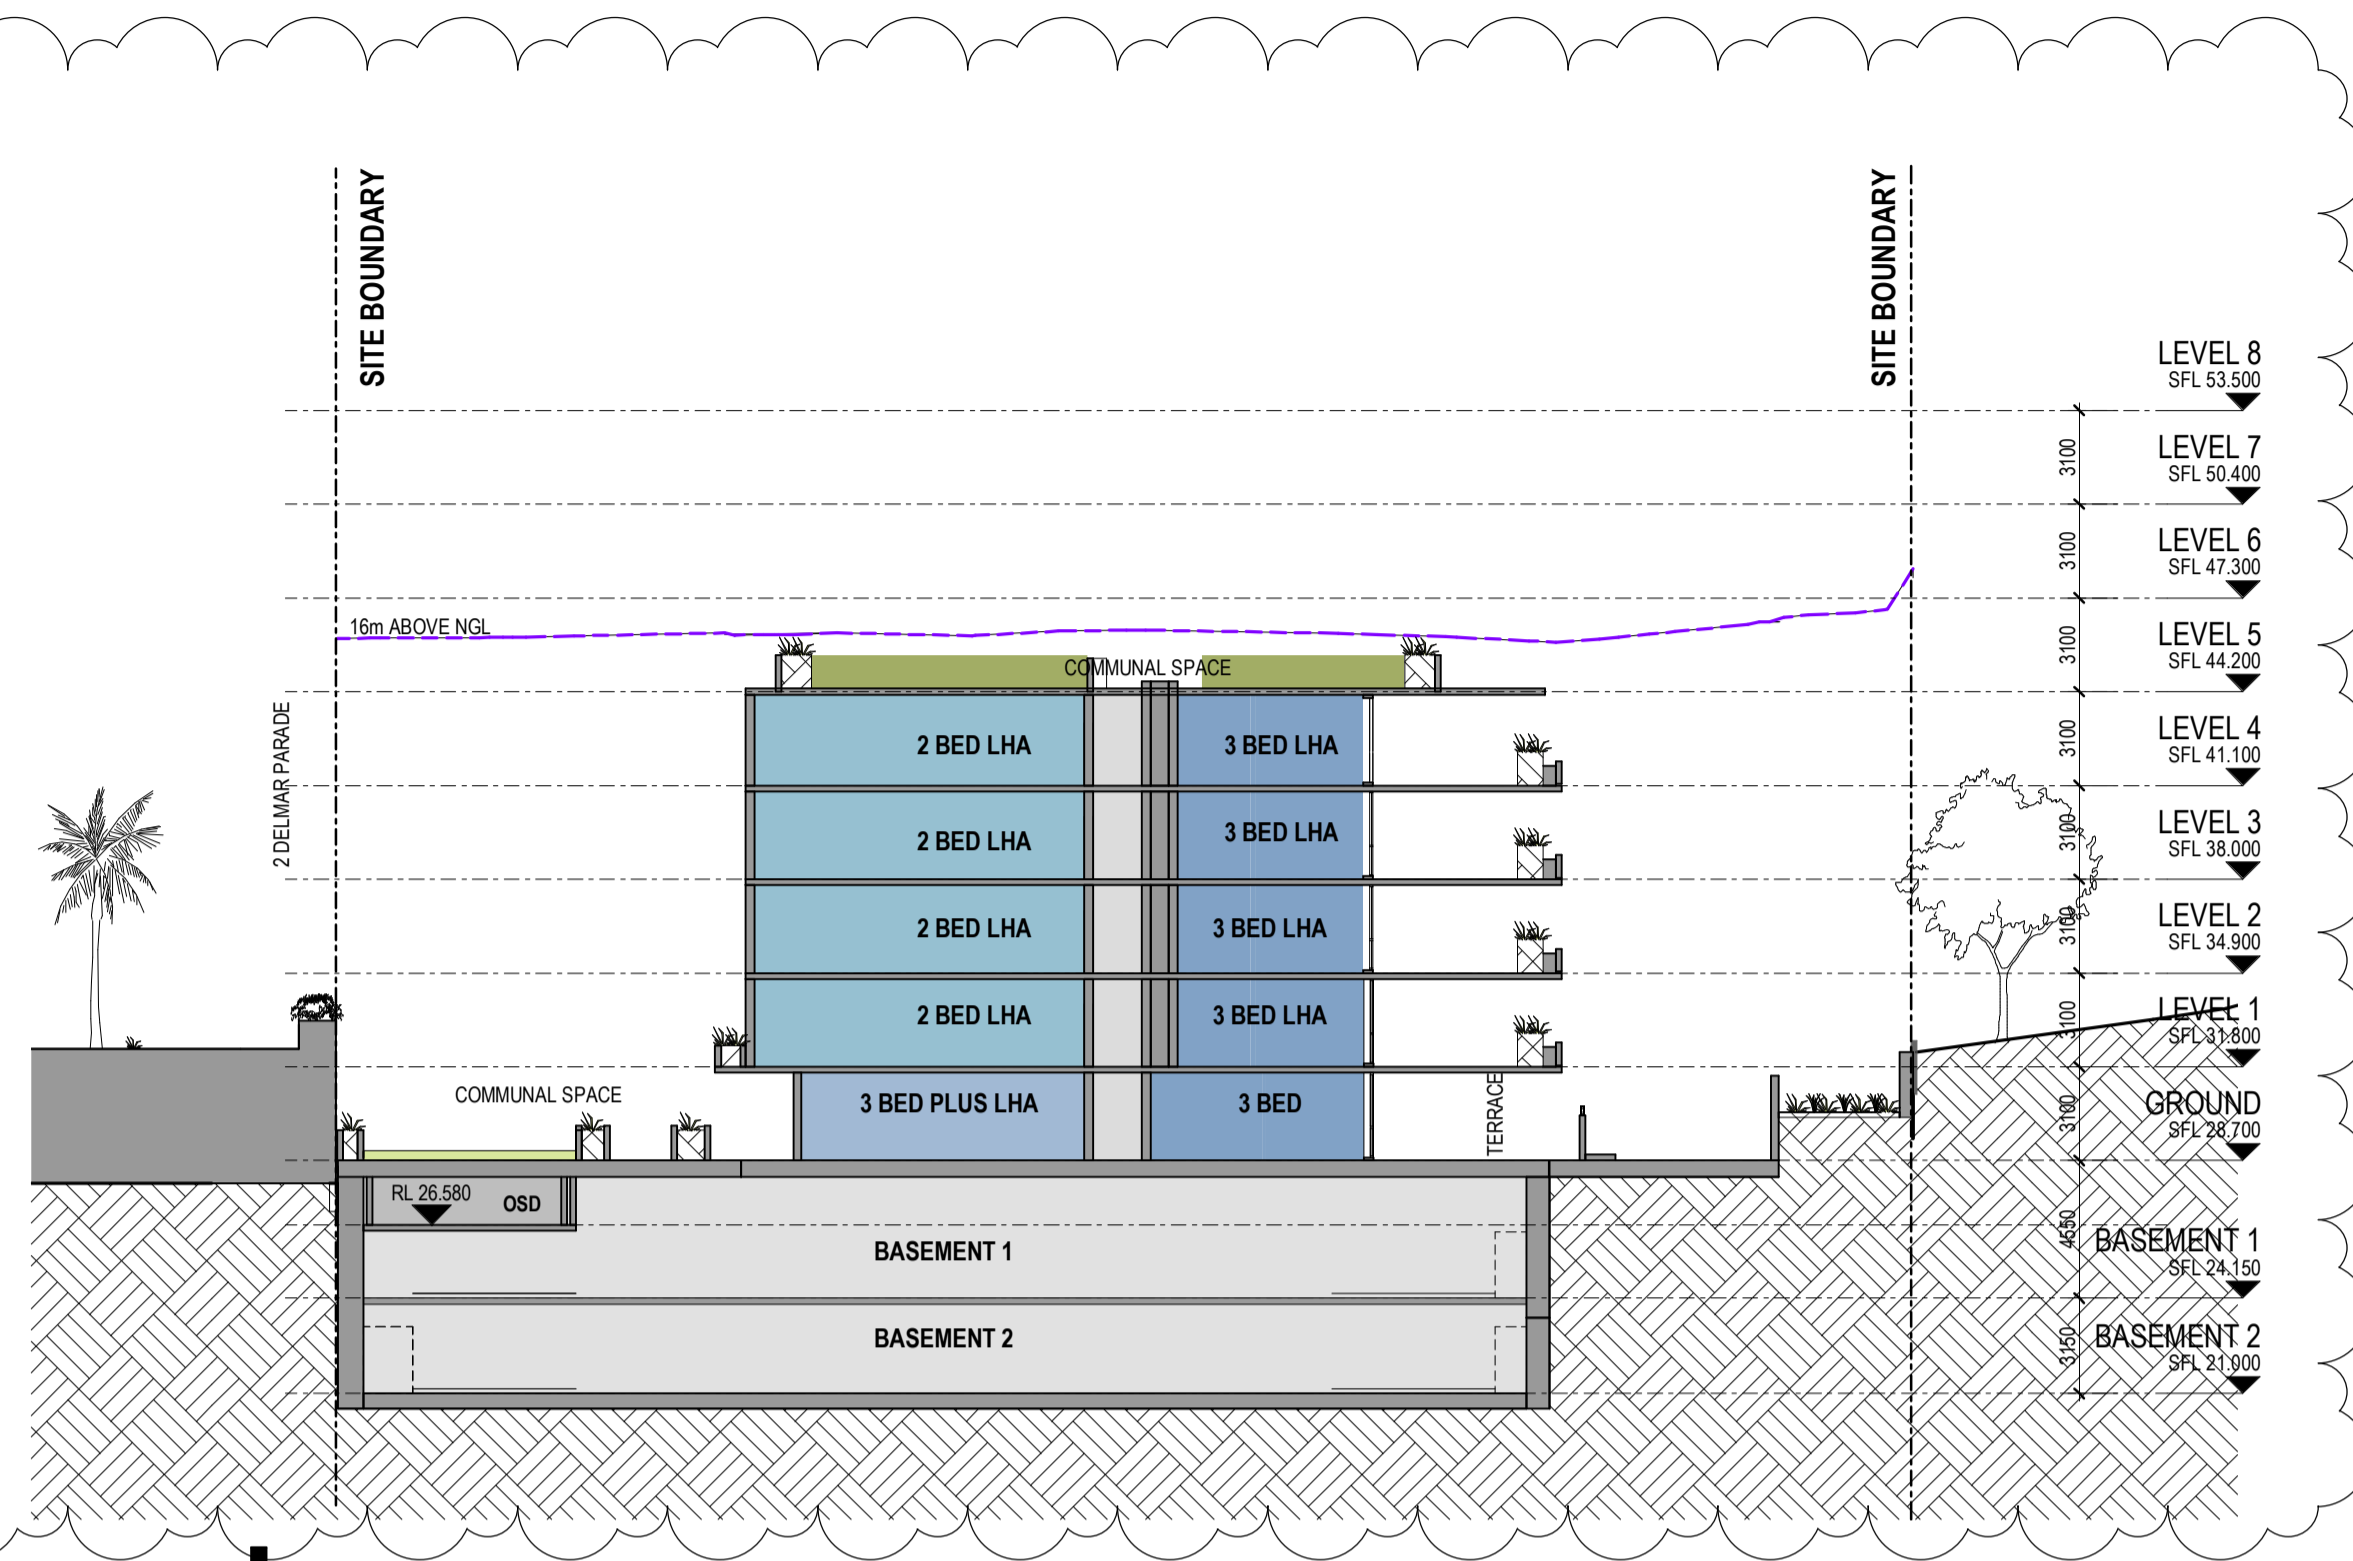 SITE BOUNDARY
SITE BOUNDARY
LEVEL 8
SFL 53.500
3100
LEVEL 7
SFL 50.400
3100
LEVEL 6
SFL 47.300
16m ABOVE NGL
3100
LEVEL 5
SFL 44.200
COMMUNAL SPACE
2 DELMAR PARADE
2 BED LHA
3 BED LHA
3100
LEVEL 4
SFL 41.100
2 BED LHA
3 BED LHA
3100
LEVEL 3
SFL 38.000
2 BED LHA
3 BED LHA
3100
LEVEL 2
SFL 34.900
2 BED LHA
3 BED LHA
3100
LEVEL 1
SFL 31.800
COMMUNAL SPACE
3 BED PLUS LHA
3 BED
TERRACE
3100
GROUND
SFL 28.700
RL 26.580
OSD
BASEMENT 1
4550
BASEMENT 1
SFL 24.150
BASEMENT 2
3150
BASEMENT 2
SFL 21.000